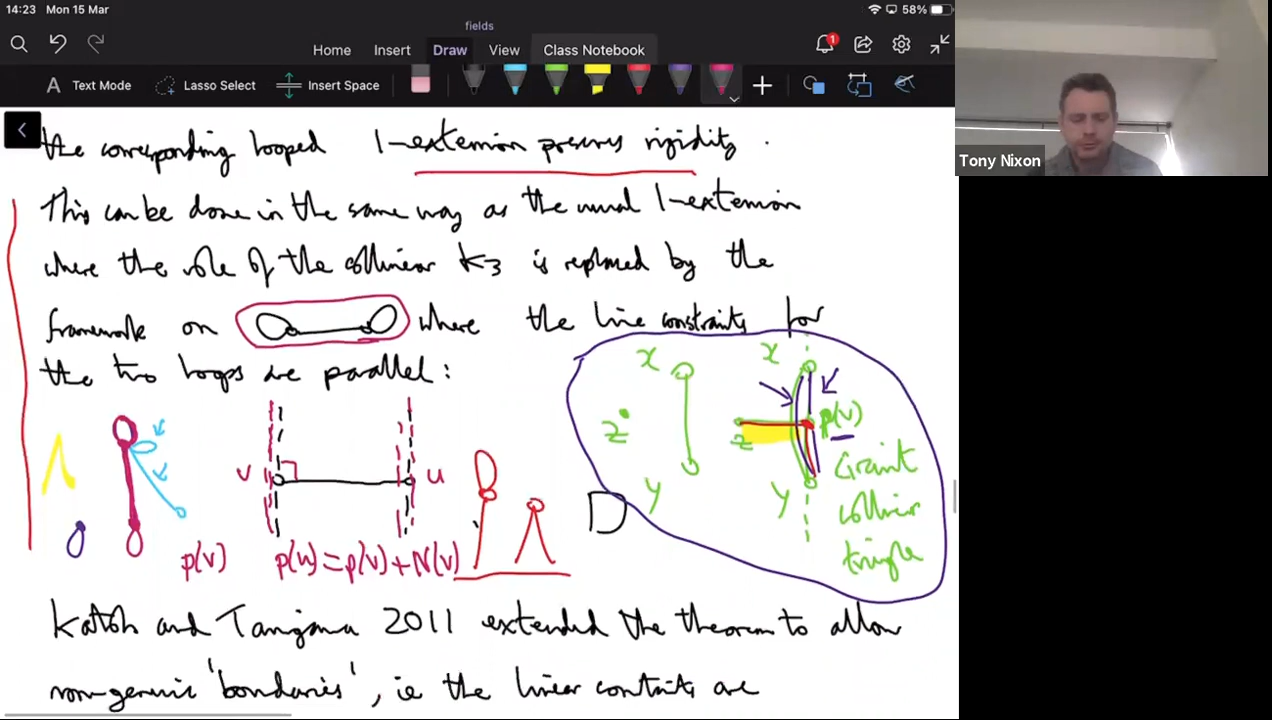 14:23 Mon 15 Mar
58%
fields
Home Insert Draw View Class Notebook
1
A Text Mode Lasso Select Insert Space
Tony Nixon
the corresponding looped 1-extension preserves rigidity.
This can be done in the same way as the usual 1-extension
where the role of the collinear K3 is replaced by the
framework on where the line constraints for
the two loops are parallel:
x
x
z
z
p(v)
y
y
Grant
collinear
triangle
v
u
p(v)
p(u)=p(v)+N(v)
Katoh and Tanigawa 2011 extended the theorem to allow
non-generic 'boundaries', ie the linear constraints are